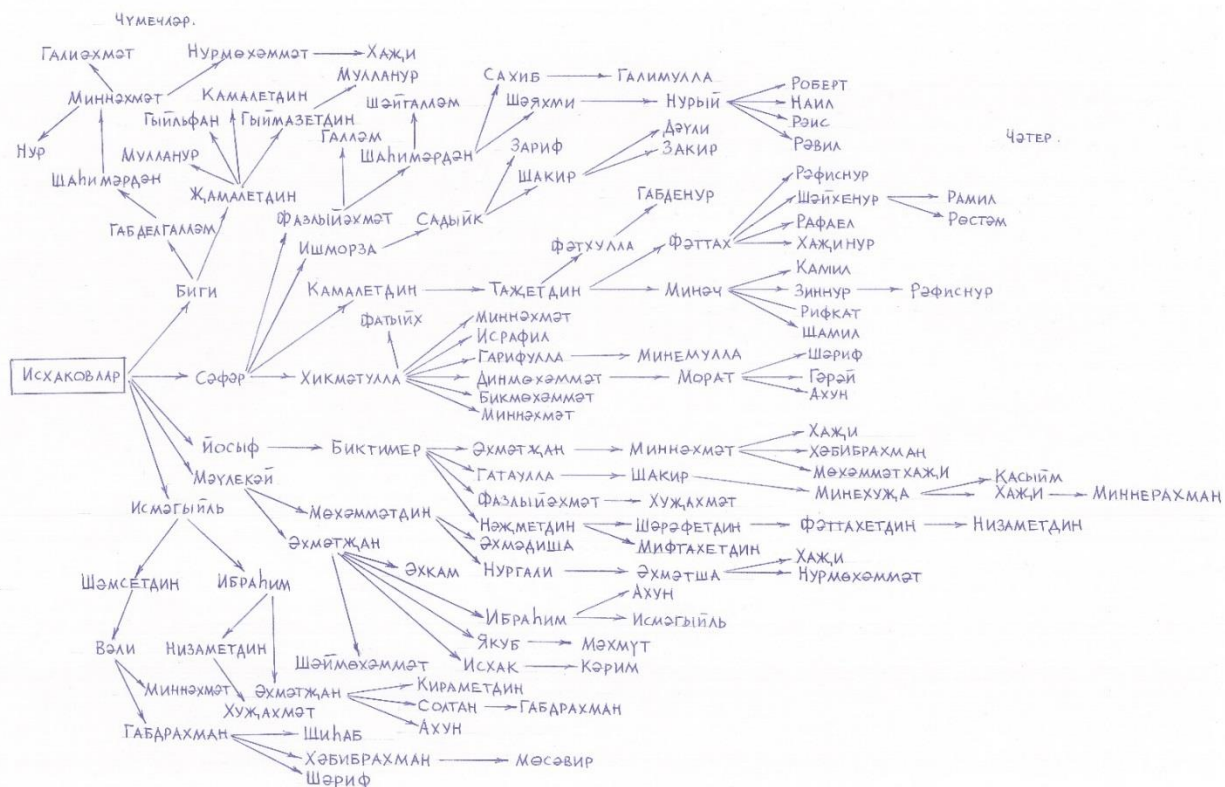 Чүмечләр.
Галиәхмәт Нурмөхәммәт Хаҗи
Мулланур
Сахиб Галимулла
Миннәхмәт Камалетдин Шәйгалләм Шәяхми Нурый Роберт
Наил
Рәис
Рәвил
Гыйльфан Гыймазетдин
Галләм
Дәүли
Закир
Чәтер.
Нур Мулланур Шаһимәрдән Зариф
Шаһимәрдән Җамалетдин Шакир
Рәфиснур
Габделгалләм Фазлыйәхмәт Садыйк Габденур Шәйхенур Рамил
Рөстәм
Ишморза Фәтхулла Фәттах Рафаел
Хаҗинур
Биги Камалетдин Таҗетдин Минәч Камил
Зиннур Рәфиснур
Рифкат
Шамил
Фатыйх Миннәхмәт
Исрафил
Гарифулла Минемулла Шәриф
Исхаковлар Сәфәр Хикмәтулла Динмөхәммәт Морат Гәрәй
Бикмөхәммәт Ахун
Миннәхмәт
Хаҗи
Йосыф Биктимер Әхмәтҗан Миннәхмәт Хәбибрахман
Мәүлекәй Гатаулла Шакир Мөхәммәтхаҗи Касыйм
Минехуҗа Хаҗи Миннерахман
Исмәгыйль Фазлыйәхмәт Хуҗахмәт
Мөхәммәтдин Нәҗметдин Шәрәфетдин Фәттахетдин Низаметдин
Әхмәтҗан Әхмәдиша Мифтахетдин
Хаҗи
Шәмсетдин Ибраһим Әхкам Нургали Әхмәтша Нурмөхәммәт
Ахун
Ибраһим Исмәгыйль
Вәли Низаметдин Якуб Мәхмүт
Шәймөхәммәт Исхак Кәрим
Миннәхмәт Әхмәтҗан Кираметдин
Хуҗахмәт Солтан Габдрахман
Габдрахман Ахун
Шиһаб
Хәбибрахман Мөсәвир
Шәриф